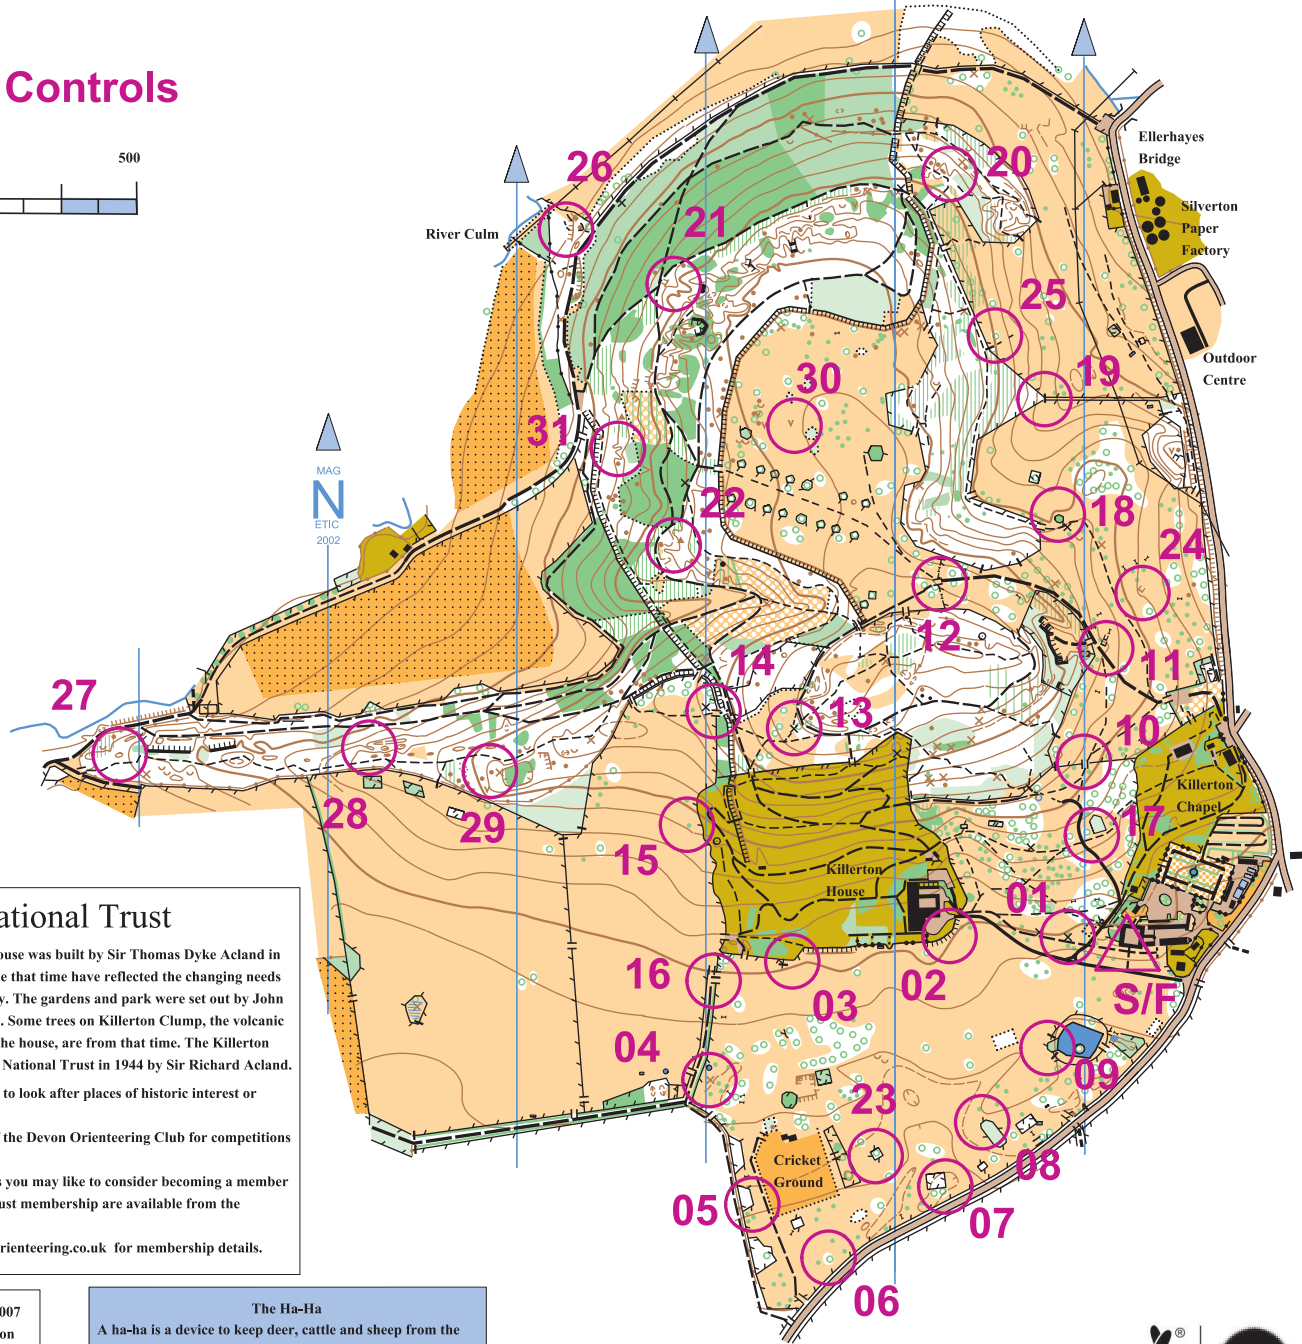 Controls
500
26
20
Ellerhayes
Bridge
Silverton
Paper
Factory
River Culm
21
25
Outdoor
Centre
30
19
31
MAG
N
ETIC
2002
22
18
24
12
11
14
27
13
10
Killerton
Chapel
28
29
17
15
Killerton
House
01
16
02
03
S/F
04
09
23
Cricket
Ground
08
05
07
06
ational Trust
ouse was built by Sir Thomas Dyke Acland in
e that time have reflected the changing needs
y. The gardens and park were set out by John
. Some trees on Killerton Clump, the volcanic
he house, are from that time. The Killerton
National Trust in 1944 by Sir Richard Acland.
to look after places of historic interest or
the Devon Orienteering Club for competitions
s you may like to consider becoming a member
ust membership are available from the
rienteering.co.uk for membership details.
007
on
The Ha-Ha
A ha-ha is a device to keep deer, cattle and sheep from the
®